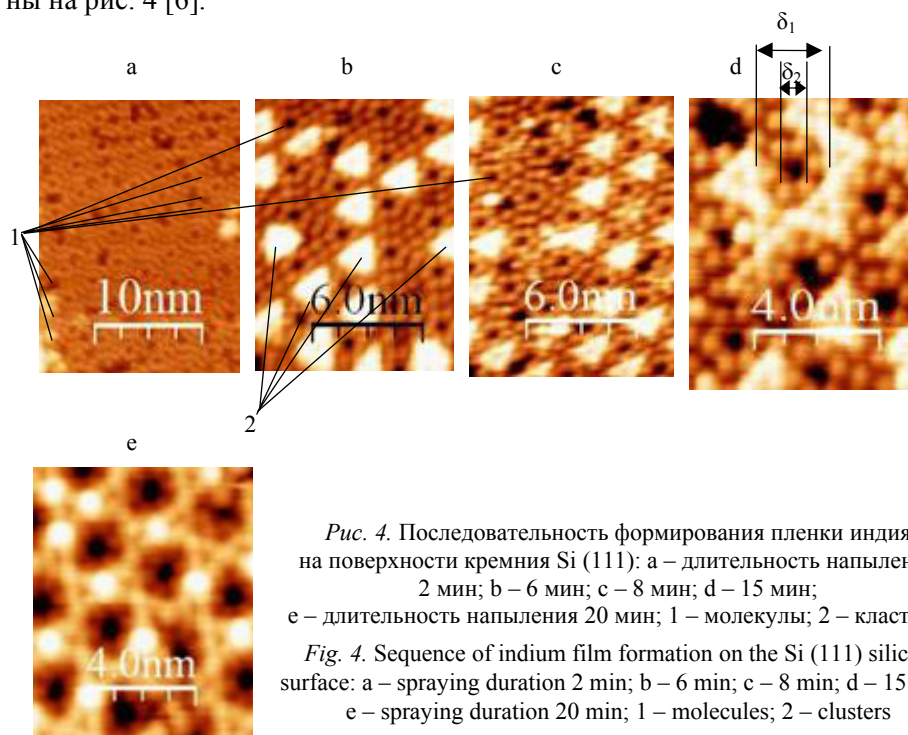 ны на рис. 4 [6].
δ₁
a b c d δ₂
1
10nm 6.0nm 6.0nm 4.0nm
2
e
4.0nm
Рис. 4. Последовательность формирования пленки индия
на поверхности кремния Si (111): a – длительность напылен
2 мин; b – 6 мин; c – 8 мин; d – 15 мин;
e – длительность напыления 20 мин; 1 – молекулы; 2 – класт
Fig. 4. Sequence of indium film formation on the Si (111) silic
surface: a – spraying duration 2 min; b – 6 min; c – 8 min; d – 15
e – spraying duration 20 min; 1 – molecules; 2 – clusters